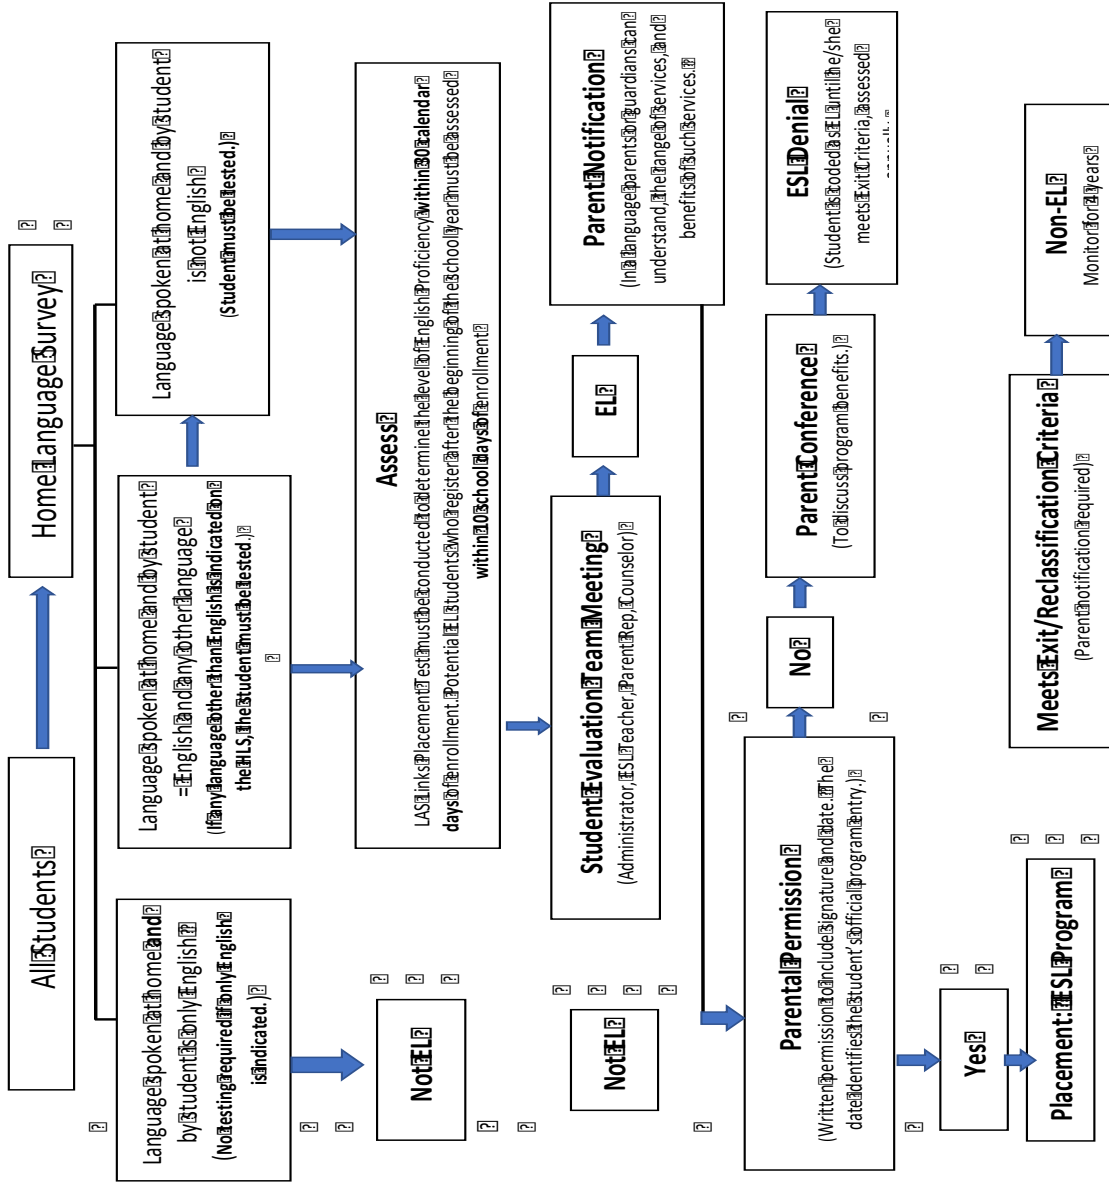 All Students
Home Language Survey
Language spoken at home and
by student is only English
(No testing required if only English
is indicated.)
Language spoken at home and by student
= English and any other language
(If any language other than English is indicated on
the HLS, the student must be tested.)
Language spoken at home and by student
is not English
(Student must be tested.)
Not EL
Assess
LAS Links Placement Test must be conducted to determine the level of English Proficiency within 30 calendar
days of enrollment. Potential EL students who register after the beginning of the school year must be assessed
within 10 school days of enrollment
Not EL
Student Evaluation Team Meeting
(Administrator, ESL Teacher, Parent Rep, Counselor)
EL
Parent Notification
(In a language parents or guardians can
understand, the range of services, and
benefits of such services.
Parental Permission
(Written permission to include signature and date. The
date identifies the student's official program entry.)
No
Parent Conference
(To discuss program benefits.)
ESL Denial
(Student is coded as EL until he/she
meets Exit Criteria, assessed
Yes
Placement: ESL Program
Meets Exit/Reclassification Criteria
(Parent notification required)
Non-EL
Monitor for 4 years